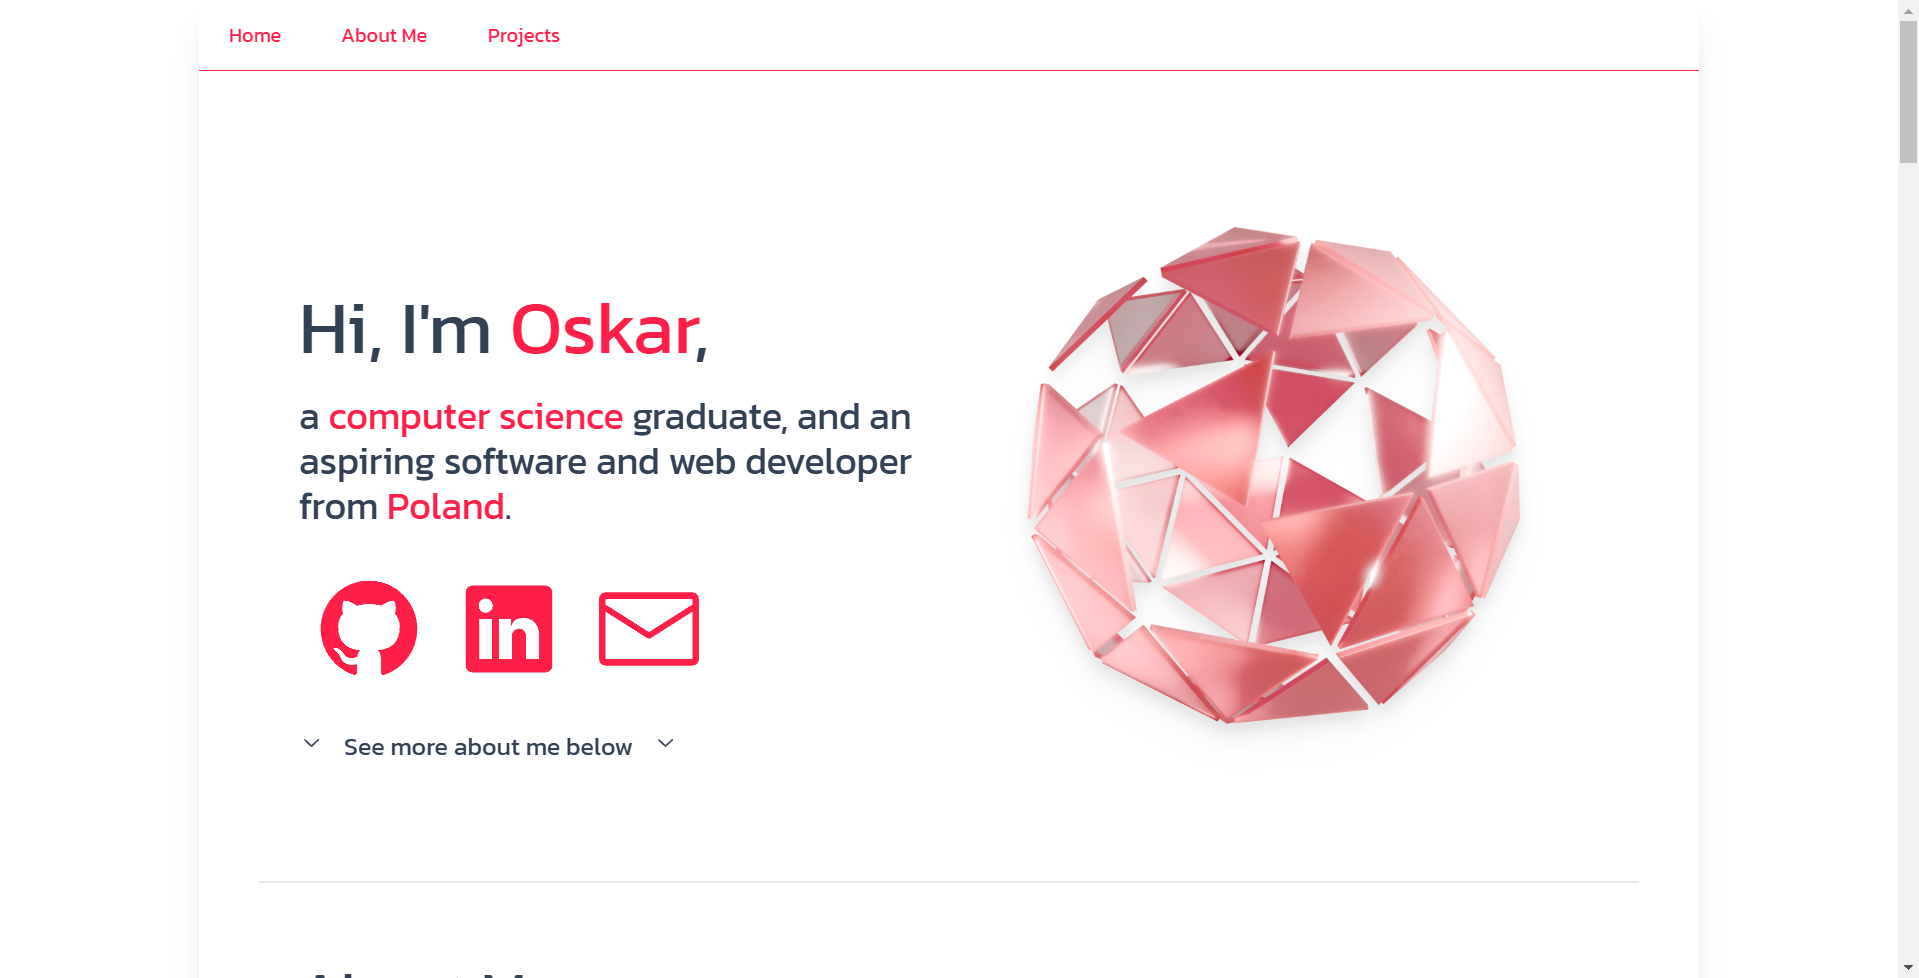 Home About Me Projects
Hi, I'm Oskar,
a computer science graduate, and an
aspiring software and web developer
from Poland.
in
See more about me below